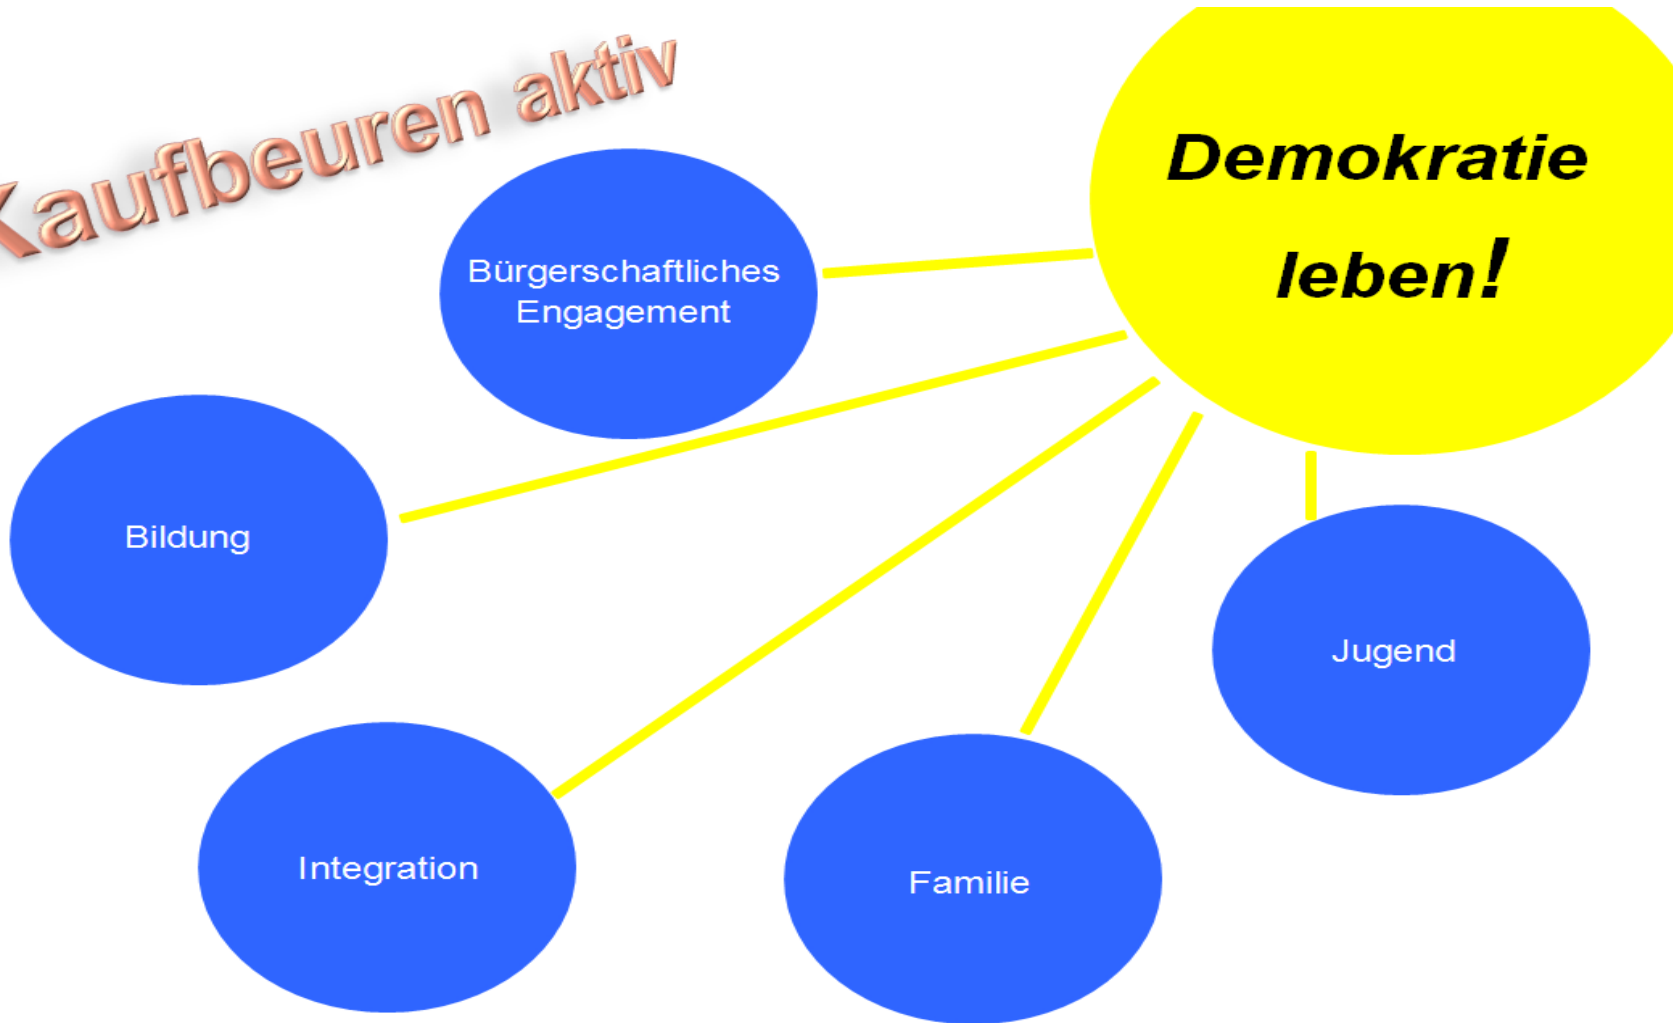 Kaufbeuren aktiv
Demokratie
leben!
Bürgerschaftliches
Engagement
Bildung
Jugend
Integration
Familie